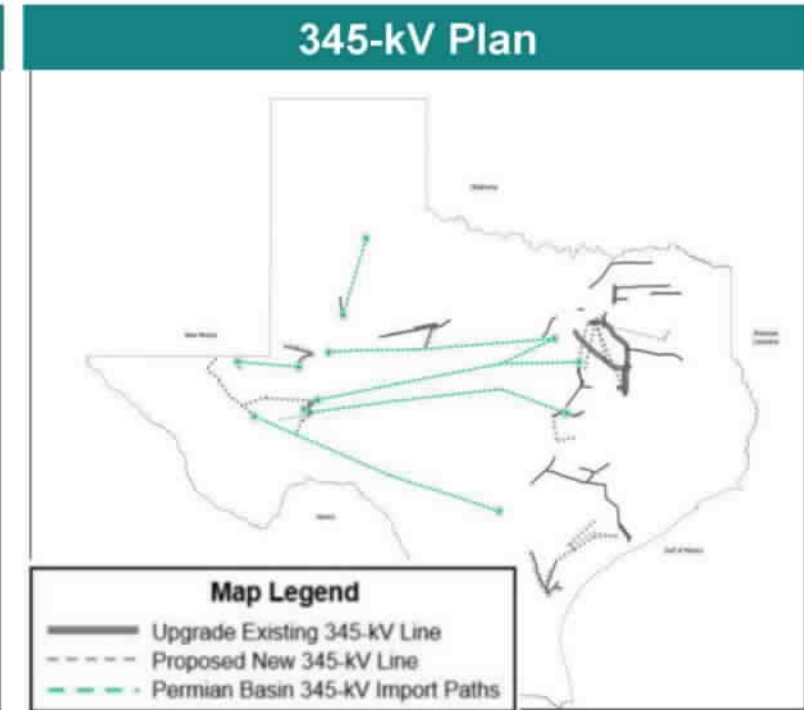 345-kV Plan
Oklahoma
New Mexico
Mexico
Gulf of Mexico
Map Legend
Upgrade Existing 345-kV Line
Proposed New 345-kV Line
Permian Basin 345-kV Import Paths